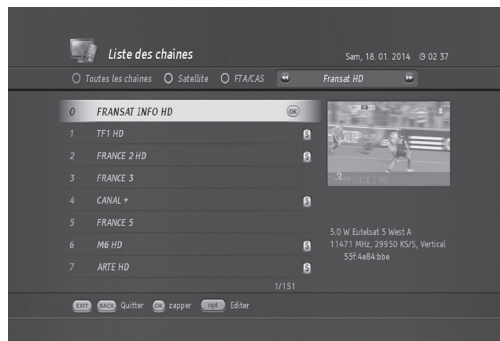 Liste des chaînes
Sam, 18. 01. 2014 02 37
Toutes les chaînes Satellite FTA/CAS Fransat HD
0 FRANSAT INFO HD OK
1 TF1 HD $
2 FRANCE 2 HD $
3 FRANCE 3
4 CANAL + $
5 FRANCE 5
6 M6 HD $
7 ARTE HD $
FRANCE 2 HD
5.0 W Eutelsat 5 West A
11471 MHz, 29950 KS/S, Vertical
55f:4e84:bbe
1/151
EXIT BACK Quitter OK zapper opt Editer